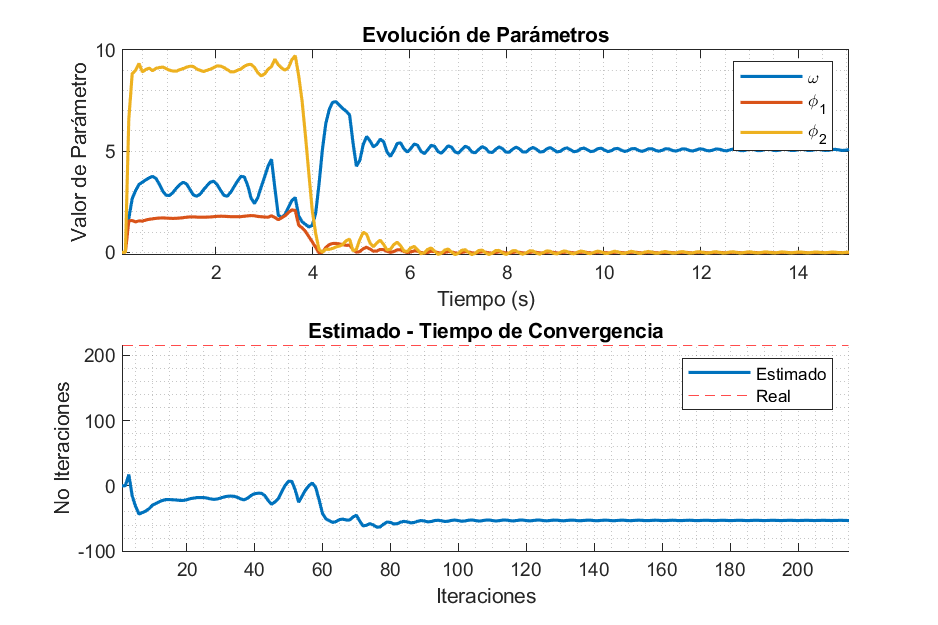 Evolución de Parámetros
Valor de Parámetro
10
5
0
ω
ϕ1
ϕ2
2 4 6 8 10 12 14
Tiempo (s)
Estimado - Tiempo de Convergencia
No Iteraciones
200
100
0
-100
Estimado
Real
20 40 60 80 100 120 140 160 180 200
Iteraciones